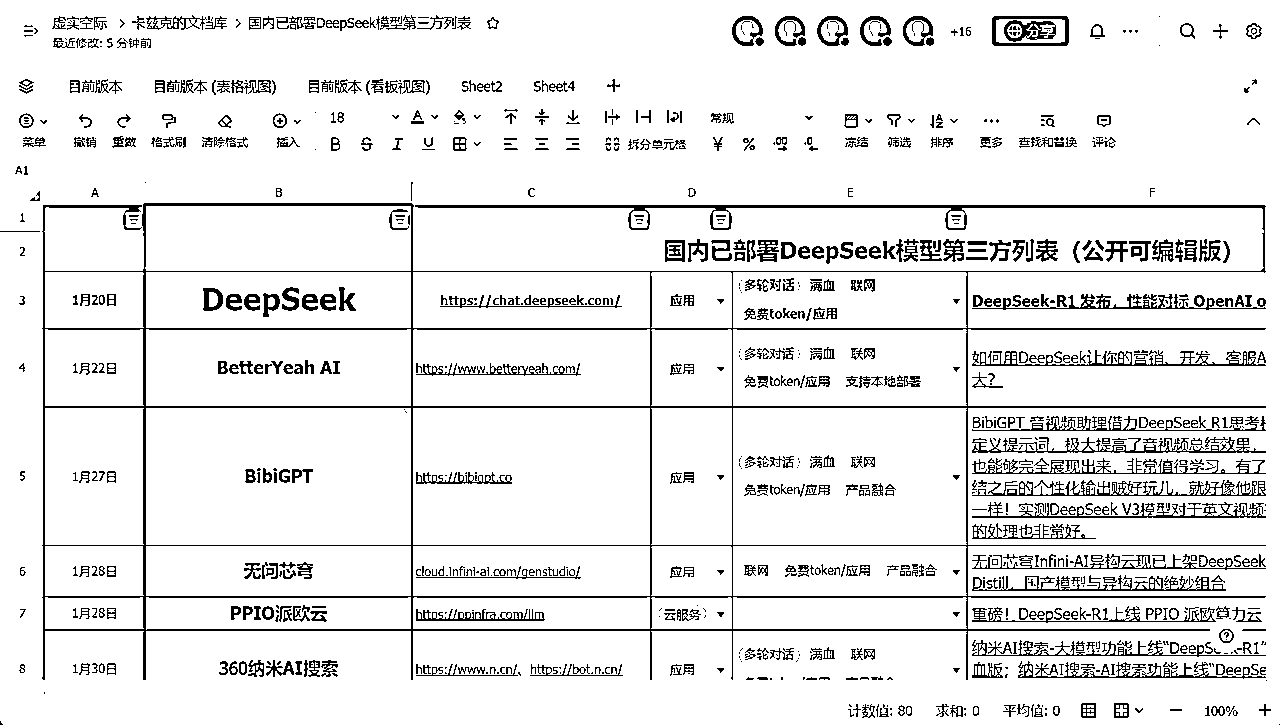 虚实空际 > 卡兹克的文档库 > 国内已部署DeepSeek模型第三方列表
最近修改: 5 分钟前
+16
分享
目前版本 目前版本 (表格视图) 目前版本 (看板视图) Sheet2 Sheet4
菜单 撤销 重做 格式刷 清除格式 插入 18 A B S I U 拆分单元格 常规 ¥ % .00 .0 冻结 筛选 排序 更多 查找和替换 评论
A1
A B C D E F
1
2 国内已部署DeepSeek模型第三方列表（公开可编辑版）
3 1月20日 DeepSeek https://chat.deepseek.com/ 应用 (多轮对话) 满血 联网
免费token/应用
DeepSeek-R1 发布，性能对标 OpenAI o
4 1月22日 BetterYeah AI https://www.betteryeah.com/ 应用 (多轮对话) 满血 联网
免费token/应用 支持本地部署
如何用DeepSeek让你的营销、开发、客服A
大？
5 1月27日 BibiGPT https://bibigpt.co 应用 (多轮对话) 满血 联网
免费token/应用 产品融合
BibiGPT 音视频助理借力DeepSeek R1思考
定义提示词，极大提高了音视频总结效果，
也能够完全展现出来，非常值得学习。有了
结之后的个性化输出贼好玩儿，就好像他跟
一样！实测DeepSeek V3模型对于英文视频
的处理也非常好。
6 1月28日 无问芯穹 cloud.infini-ai.com/genstudio/ 应用 联网 免费token/应用 产品融合
无问芯穹Infini-AI异构云现已上架DeepSeek
Distill，国产模型与异构云的绝妙组合
7 1月28日 PPIO派欧云 https://ppinfra.com/llm (云服务)
重磅！DeepSeek-R1上线 PPIO 派欧算力云
8 1月30日 360纳米AI搜索 https://www.n.cn/、https://bot.n.cn/ 应用 (多轮对话) 满血 联网
免费token/应用 产品融合
纳米AI搜索-大模型功能上线“DeepSeek-R1”
血版；纳米AI搜索-AI搜索功能上线“DeepSe
计数值: 80 求和: 0 平均值: 0 100%